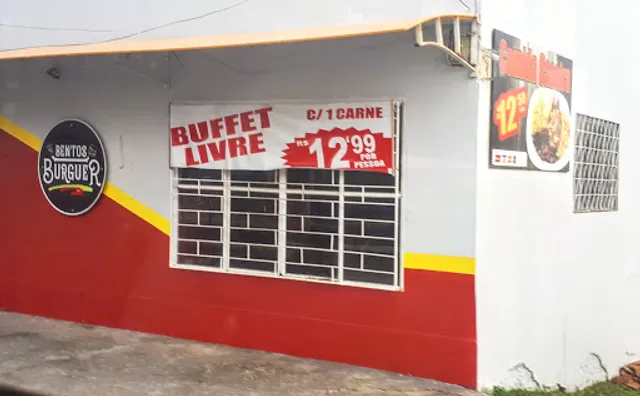 BENTOS
BURGUER
BUFFET
LIVRE
C/ 1 CARNE
R$ 12,99
POR
PESSOA
12,99